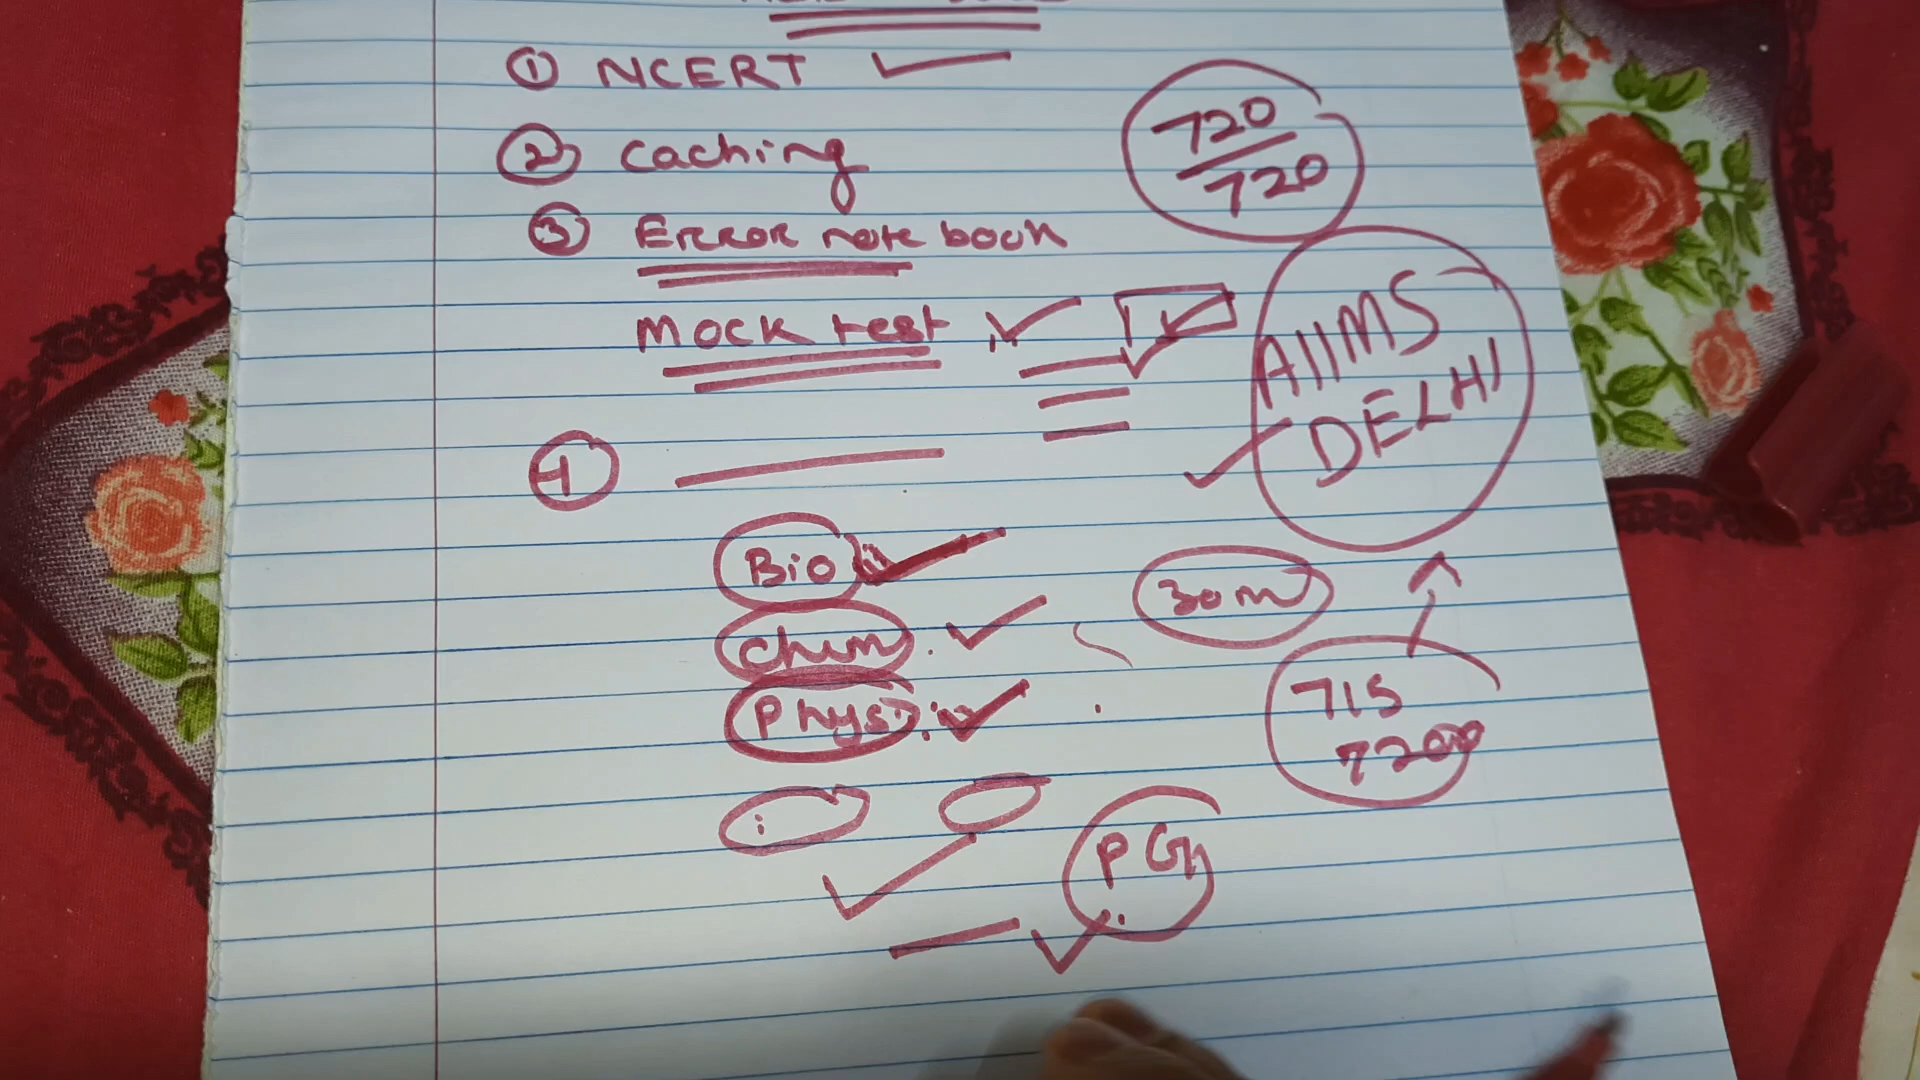 ① NCERT
② caching
③ ERROR note book
Mock test
④
Bio
chem.
Physi
720
720
AIIMS
DELHI
30m
715
720
PG